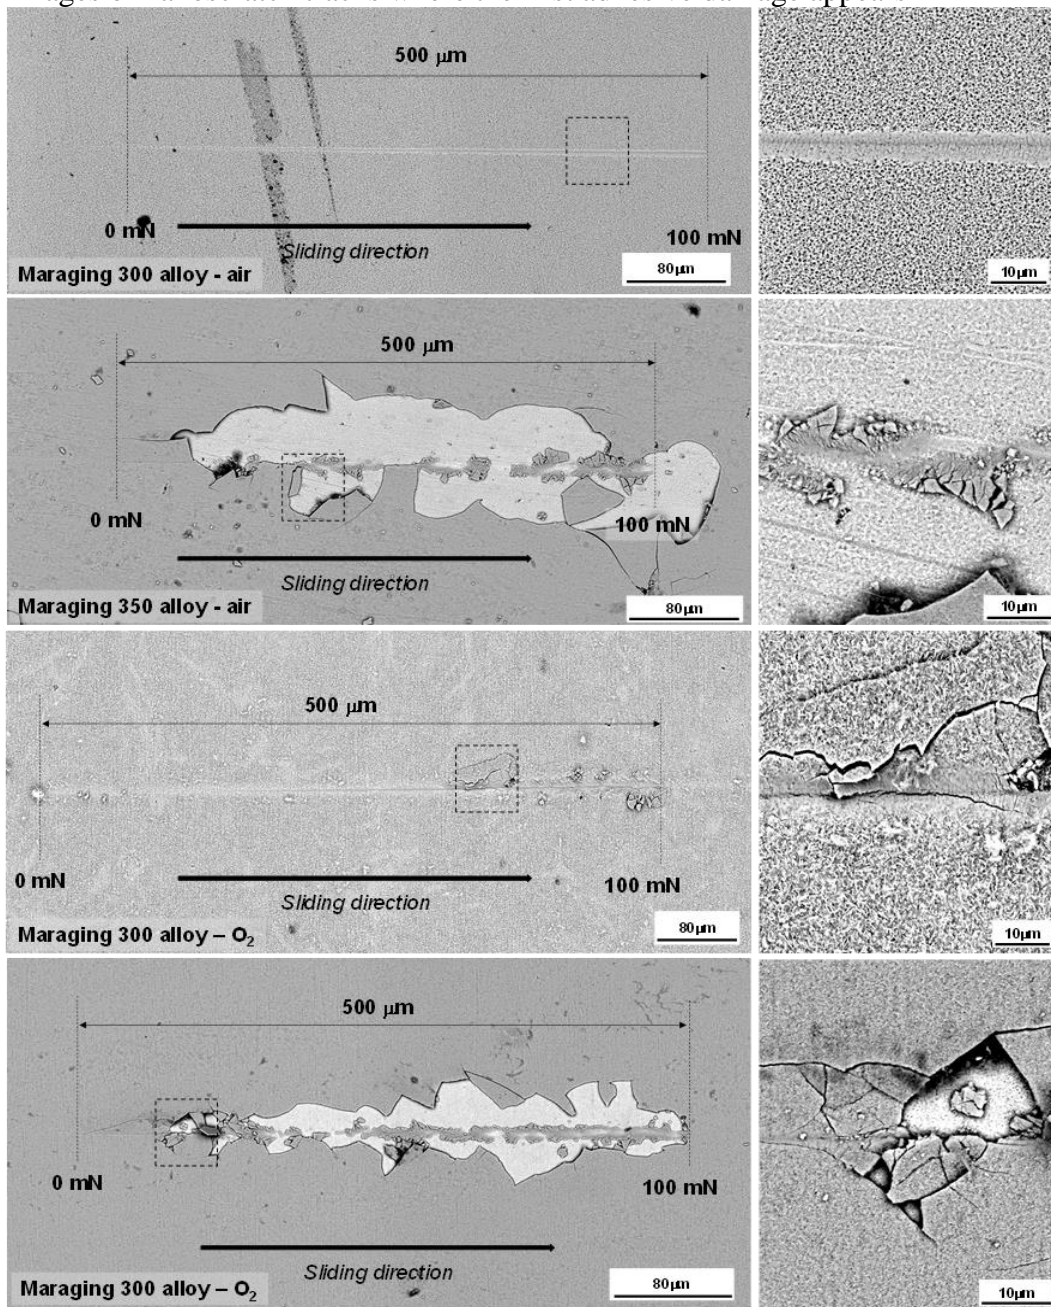 500 μm
0 mN
100 mN
Sliding direction
Maraging 300 alloy - air
80μm
10μm
500 μm
0 mN
100 mN
Sliding direction
Maraging 350 alloy - air
80μm
10μm
500 μm
0 mN
100 mN
Sliding direction
Maraging 300 alloy – O₂
80μm
10μm
500 μm
0 mN
100 mN
Sliding direction
Maraging 300 alloy – O₂
80μm
10μm